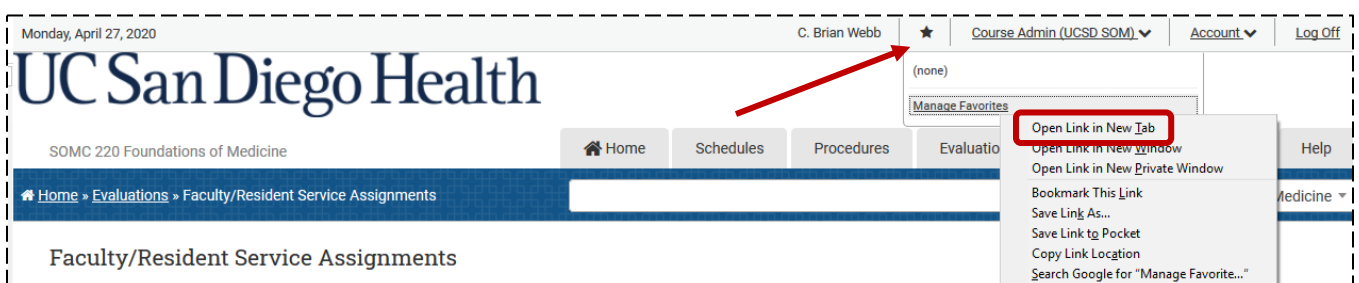 Monday, April 27, 2020 C. Brian Webb Course Admin (UCSD SOM) Account Log Off
UC San Diego Health
(none)
Manage Favorites
SOMC 220 Foundations of Medicine Home Schedules Procedures Evaluatio Help
Open Link in New Tab
Open Link in New Window
Open Link in New Private Window
Home » Evaluations » Faculty/Resident Service Assignments Medicine
Bookmark This Link
Save Link As...
Save Link to Pocket
Copy Link Location
Search Google for "Manage Favorite..."
Faculty/Resident Service Assignments